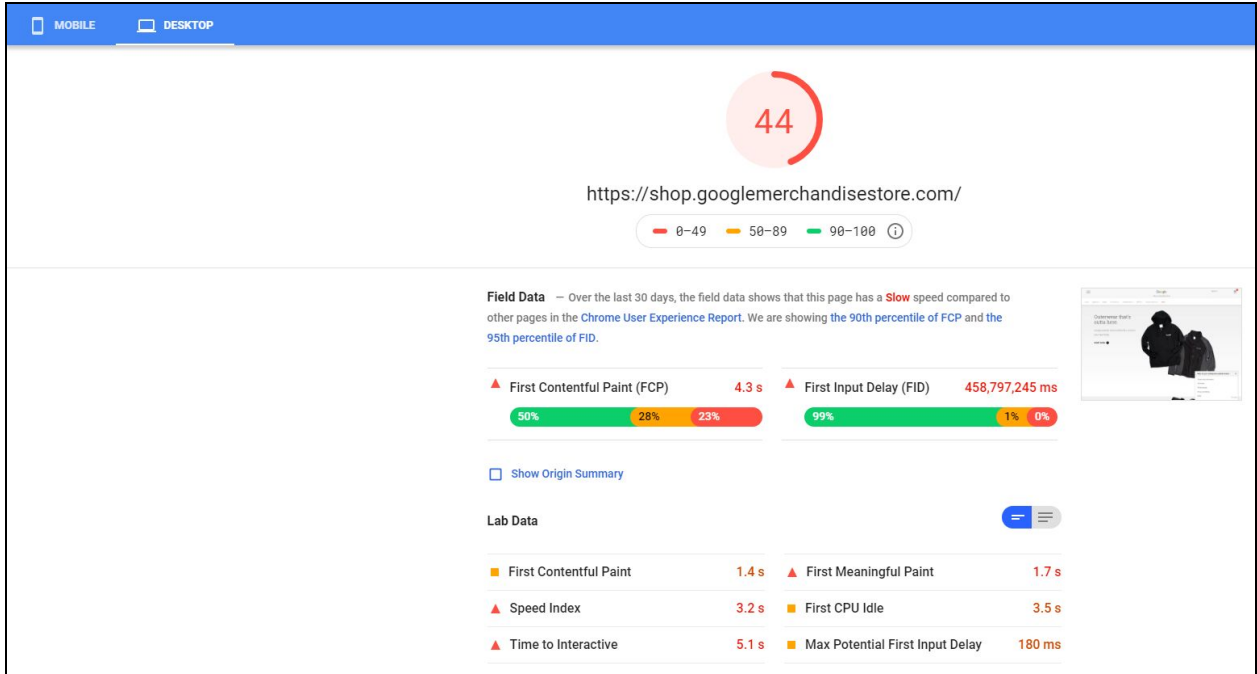 MOBILE
DESKTOP
44
https://shop.googlemerchandisestore.com/
0–49 50–89 90–100
Field Data — Over the last 30 days, the field data shows that this page has a Slow speed compared to
other pages in the Chrome User Experience Report. We are showing the 90th percentile of FCP and the
95th percentile of FID.
First Contentful Paint (FCP) 4.3 s
50% 28% 23%
First Input Delay (FID) 458,797,245 ms
99% 1% 0%
Show Origin Summary
Lab Data
First Contentful Paint 1.4 s
First Meaningful Paint 1.7 s
Speed Index 3.2 s
First CPU Idle 3.5 s
Time to Interactive 5.1 s
Max Potential First Input Delay 180 ms
Google
Outerwear that's
extra here.